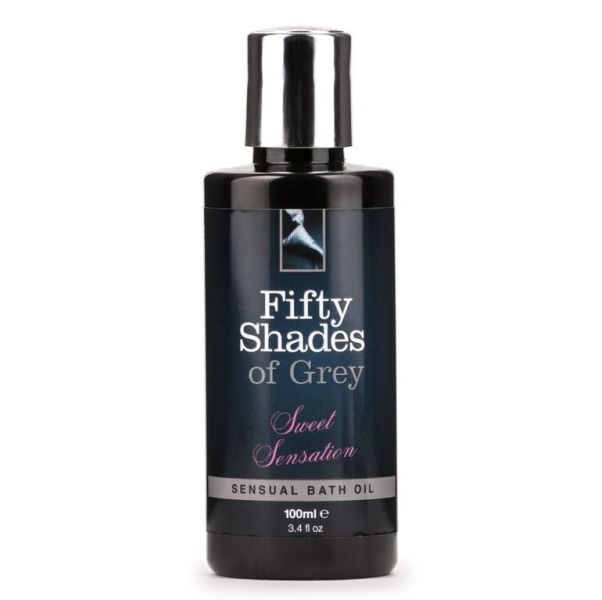 Fifty
Shades
of Grey
Sweet
Sensation
SENSUAL BATH OIL
100ml ℮
3.4 fl oz